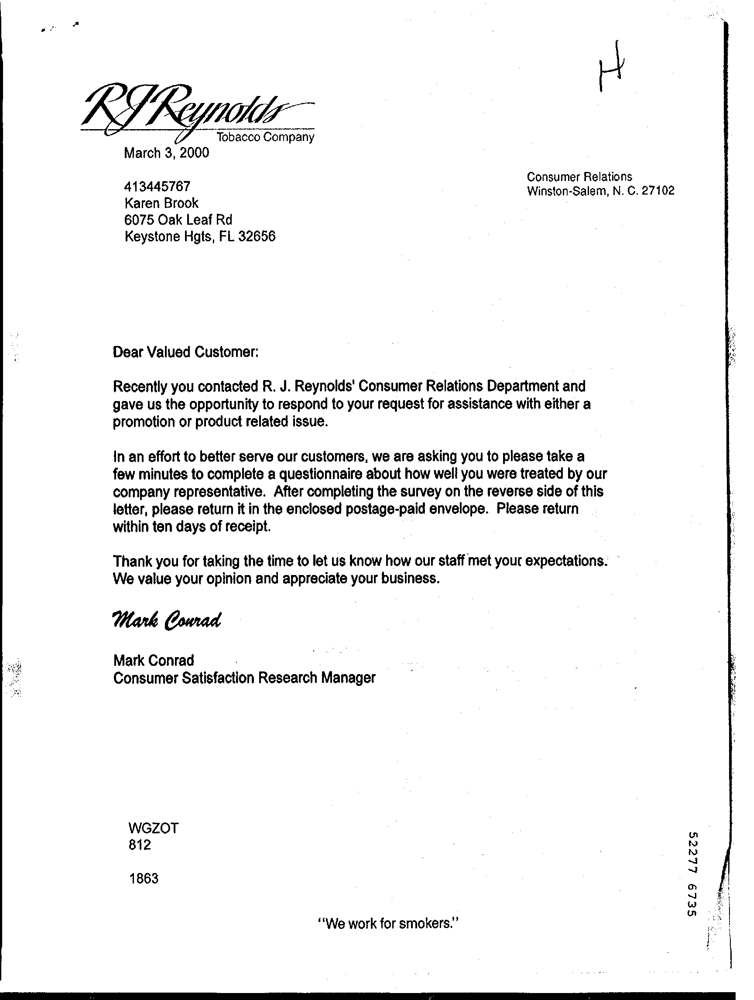 H
RJReynolds
Tobacco Company
March 3, 2000
Consumer Relations
Winston-Salem, N. C. 27102
413445767
Karen Brook
6075 Oak Leaf Rd
Keystone Hgts, FL 32656
Dear Valued Customer:
Recently you contacted R. J. Reynolds' Consumer Relations Department and
gave us the opportunity to respond to your request for assistance with either a
promotion or product related issue.
In an effort to better serve our customers, we are asking you to please take a
few minutes to complete a questionnaire about how well you were treated by our
company representative. After completing the survey on the reverse side of this
letter, please return it in the enclosed postage-paid envelope. Please return
within ten days of receipt.
Thank you for taking the time to let us know how our staff met your expectations.
We value your opinion and appreciate your business.
Mark Conrad
Mark Conrad
Consumer Satisfaction Research Manager
WGZOT
812
1863
52277 6735
"We work for smokers."